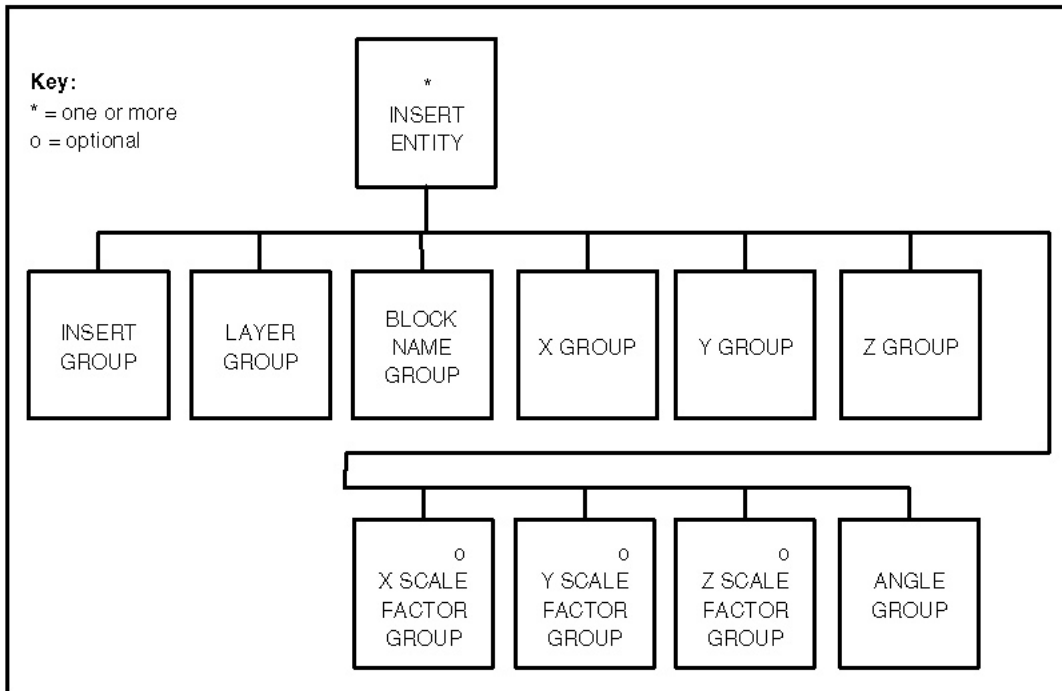 Key:
* = one or more
o = optional
*
INSERT
ENTITY
INSERT
GROUP
LAYER
GROUP
BLOCK
NAME
GROUP
X GROUP
Y GROUP
Z GROUP
o
X SCALE
FACTOR
GROUP
o
Y SCALE
FACTOR
GROUP
o
Z SCALE
FACTOR
GROUP
ANGLE
GROUP